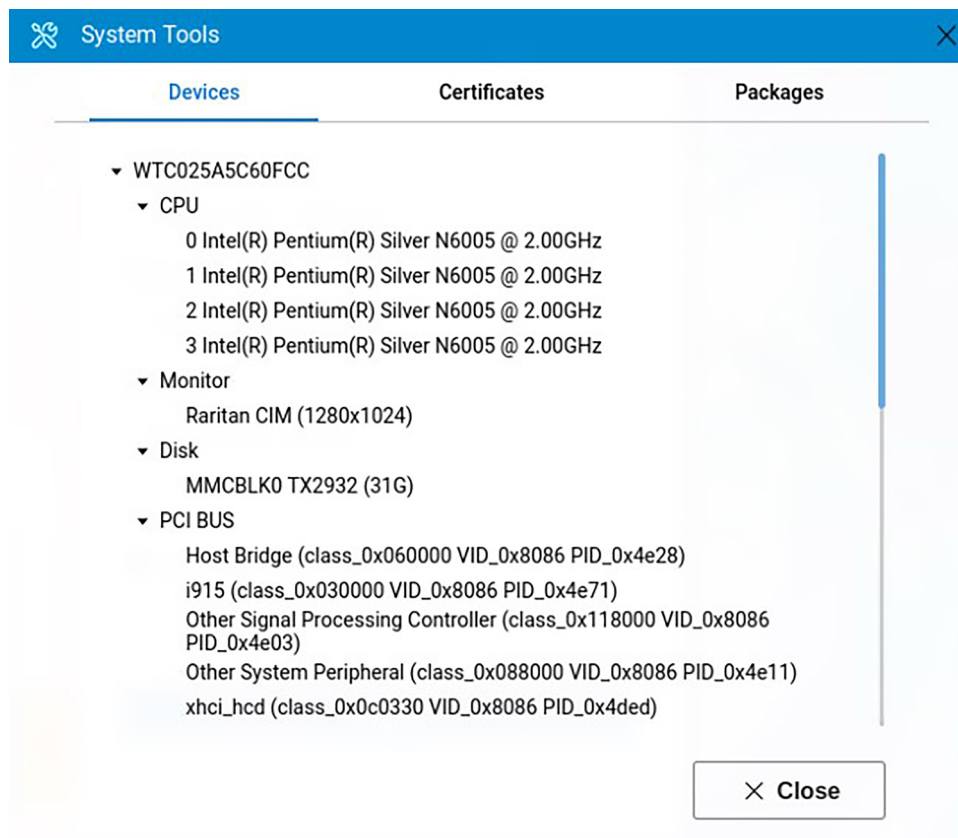 System Tools
Devices Certificates Packages
WTC025A5C60FCC
CPU
0 Intel(R) Pentium(R) Silver N6005 @ 2.00GHz
1 Intel(R) Pentium(R) Silver N6005 @ 2.00GHz
2 Intel(R) Pentium(R) Silver N6005 @ 2.00GHz
3 Intel(R) Pentium(R) Silver N6005 @ 2.00GHz
Monitor
Raritan CIM (1280x1024)
Disk
MMCBLK0 TX2932 (31G)
PCI BUS
Host Bridge (class_0x060000 VID_0x8086 PID_0x4e28)
i915 (class_0x030000 VID_0x8086 PID_0x4e71)
Other Signal Processing Controller (class_0x118000 VID_0x8086
PID_0x4e03)
Other System Peripheral (class_0x088000 VID_0x8086 PID_0x4e11)
xhci_hcd (class_0x0c0330 VID_0x8086 PID_0x4ded)
Close